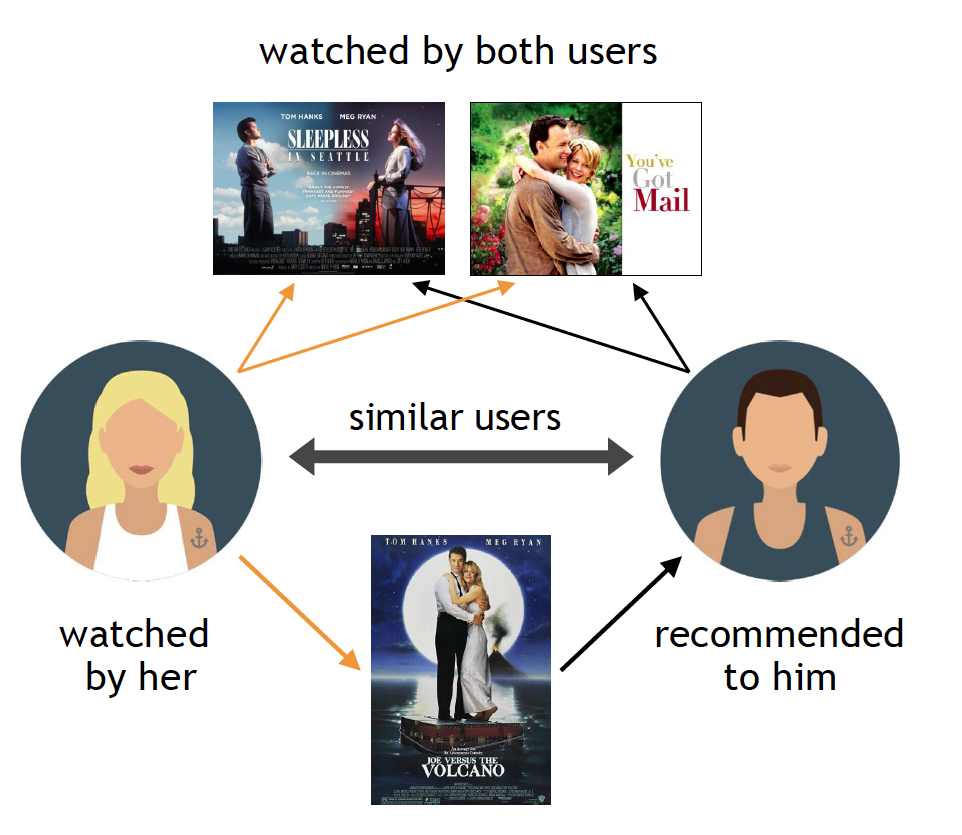 watched by both users
TOM HANKS MEG RYAN
SLEEPLESS
IN SEATTLE
BACK IN CINEMAS
You've
Got
Mail
similar users
watched
by her
recommended
to him
TOM HANKS MEG RYAN
JOE VERSUS THE
VOLCANO